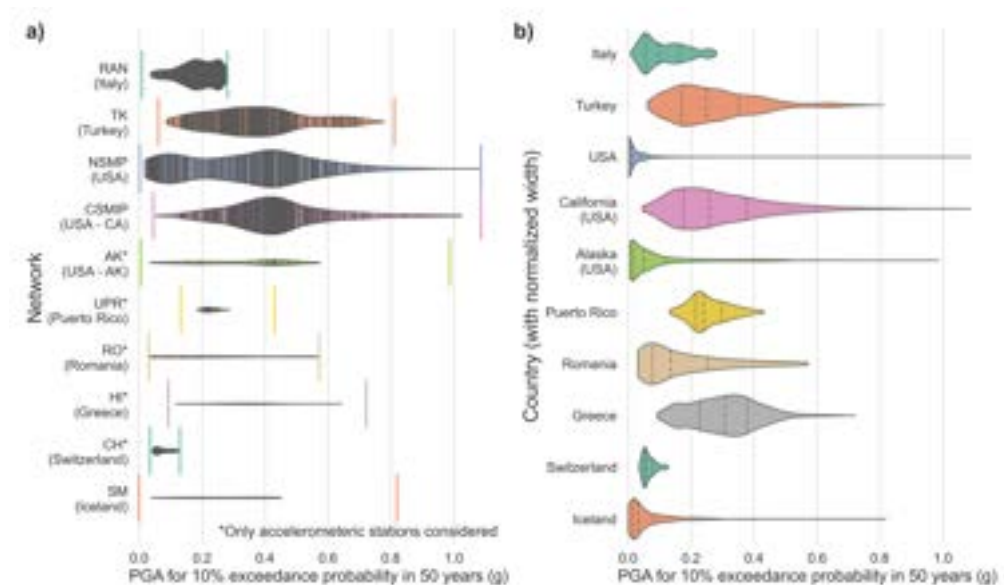 a)
Network
RAN
(Italy)
TK
(Turkey)
NSMP
(USA)
CSMIP
(USA - CA)
AK*
(USA - AK)
UPR*
(Puerto Rico)
RO*
(Romania)
HI*
(Greece)
CH*
(Switzerland)
SM
(Iceland)
*Only accelerometeric stations considered
0.0 0.2 0.4 0.6 0.8 1.0
PGA for 10% exceedance probability in 50 years (g)
b)
Country (with normalized width)
Italy
Turkey
USA
California
(USA)
Alaska
(USA)
Puerto Rico
Romania
Greece
Switzerland
Iceland
0.0 0.2 0.4 0.6 0.8 1.0
PGA for 10% exceedance probability in 50 years (g)